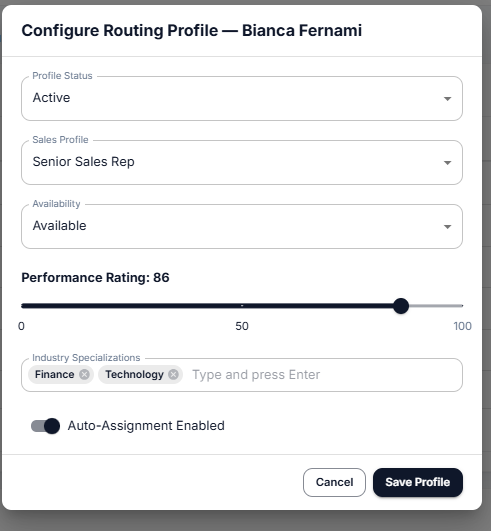 Configure Routing Profile — Bianca Fernami
Profile Status
Active
Sales Profile
Senior Sales Rep
Availability
Available
Performance Rating: 86
0 50 100
Industry Specializations
Finance Technology Type and press Enter
Auto-Assignment Enabled
Cancel Save Profile